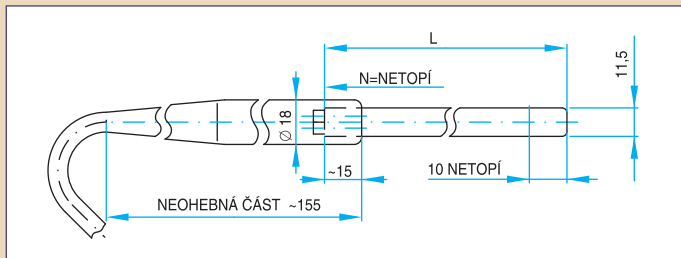 L
N=NETOPÍ
11,5
Ø 18
~15
10 NETOPÍ
NEOHEBNÁ ČÁST ~155